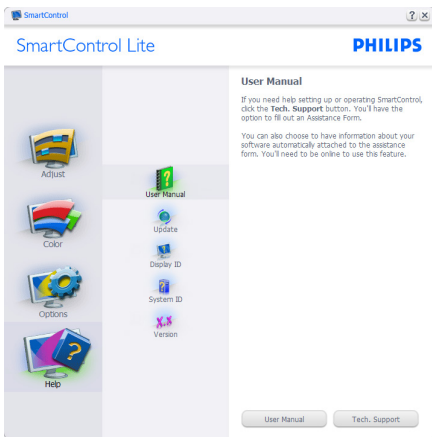 SmartControl
? ×
SmartControl Lite
PHILIPS
Adjust
Color
Options
Help
User Manual
Update
Display ID
System ID
X.X
Version
User Manual
If you need help setting up or operating SmartControl,
click the Tech. Support button. You'll have the
option to fill out an Assistance Form.
You can also choose to have information about your
software automatically attached to the assistance
form. You'll need to be online to use this feature.
User Manual
Tech. Support